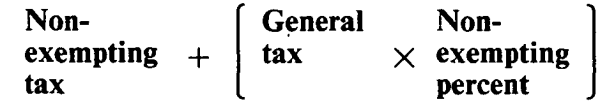 Non-
exempting
tax
+
General
tax
×
Non-
exempting
percent